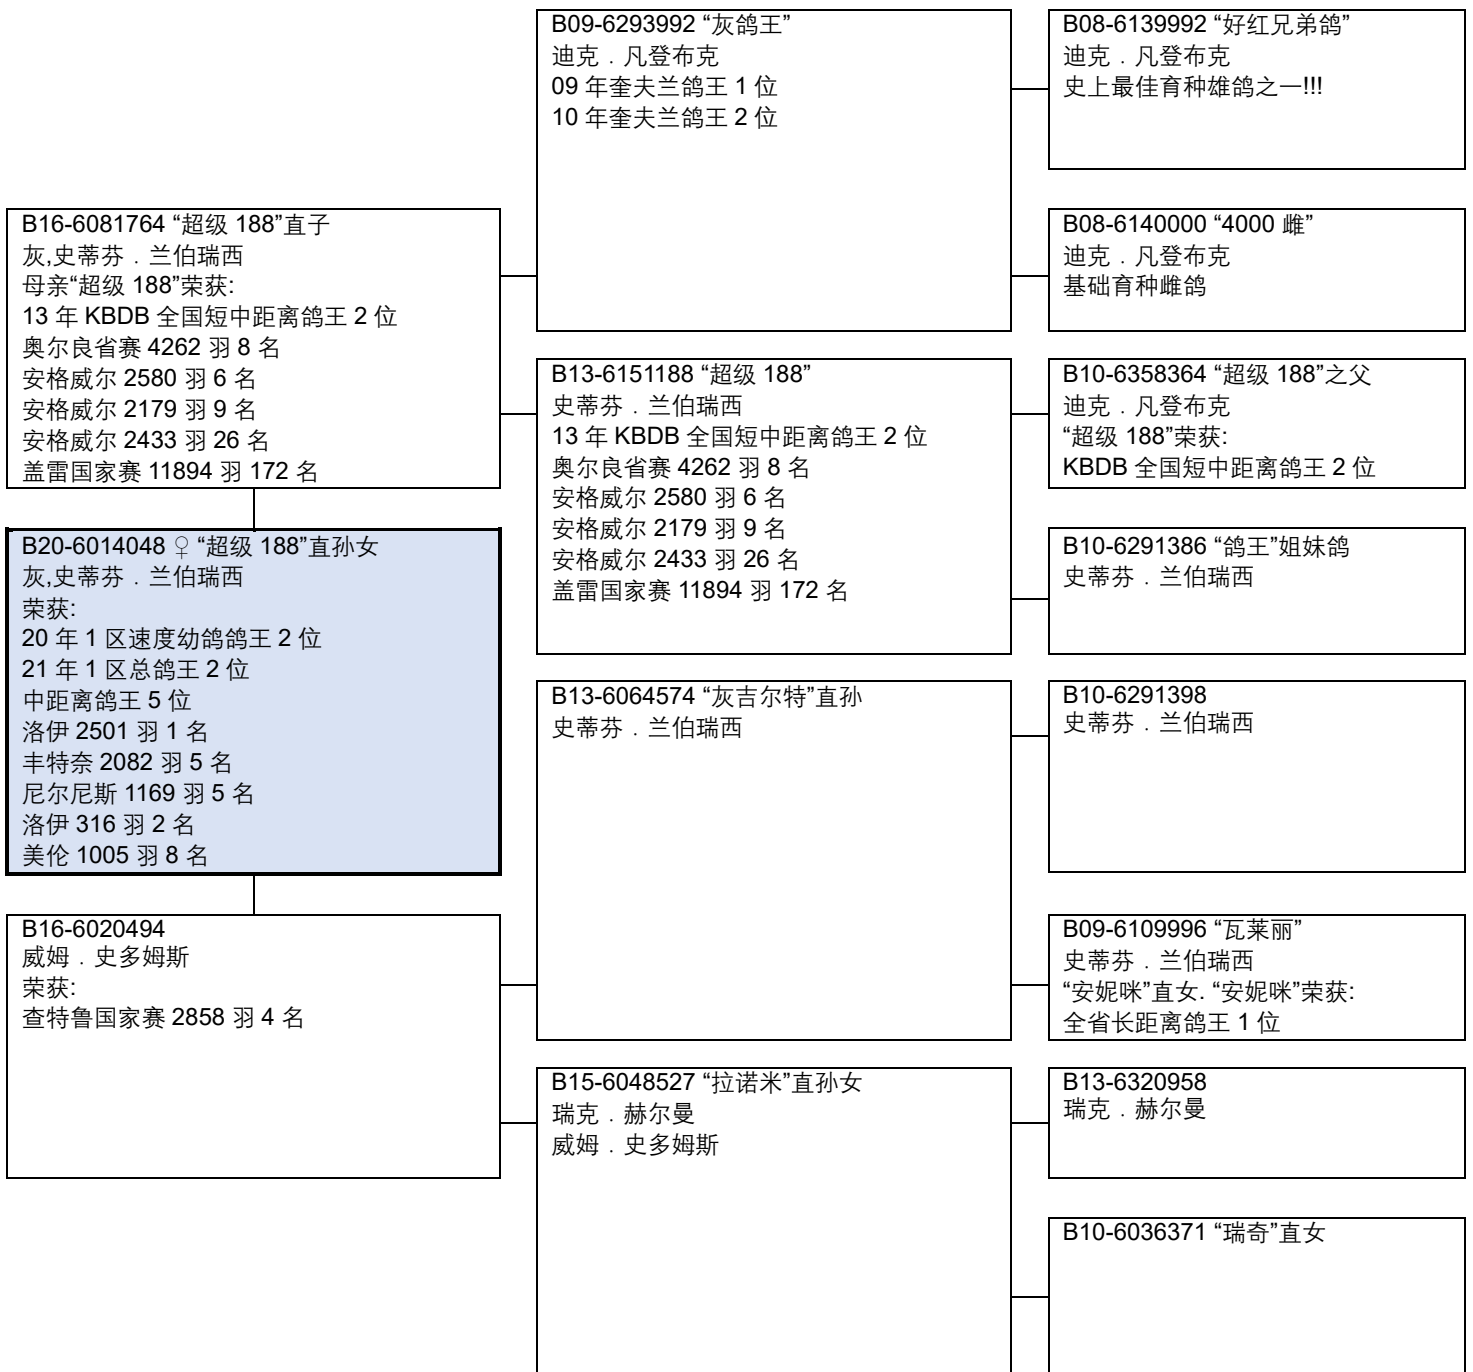 B09-6293992 “灰鸽王”
迪克．凡登布克
09 年奎夫兰鸽王 1 位
10 年奎夫兰鸽王 2 位
B08-6139992 “好红兄弟鸽”
迪克．凡登布克
史上最佳育种雄鸽之一!!!
B16-6081764 “超级 188”直子
灰,史蒂芬．兰伯瑞西
母亲“超级 188”荣获:
13 年 KBDB 全国短中距离鸽王 2 位
奥尔良省赛 4262 羽 8 名
安格威尔 2580 羽 6 名
安格威尔 2179 羽 9 名
安格威尔 2433 羽 26 名
盖雷国家赛 11894 羽 172 名
B08-6140000 “4000 雌”
迪克．凡登布克
基础育种雌鸽
B13-6151188 “超级 188”
史蒂芬．兰伯瑞西
13 年 KBDB 全国短中距离鸽王 2 位
奥尔良省赛 4262 羽 8 名
安格威尔 2580 羽 6 名
安格威尔 2179 羽 9 名
安格威尔 2433 羽 26 名
盖雷国家赛 11894 羽 172 名
B10-6358364 “超级 188”之父
迪克．凡登布克
“超级 188”荣获:
KBDB 全国短中距离鸽王 2 位
B20-6014048 ♀ “超级 188”直孙女
灰,史蒂芬．兰伯瑞西
荣获:
20 年 1 区速度幼鸽鸽王 2 位
21 年 1 区总鸽王 2 位
中距离鸽王 5 位
洛伊 2501 羽 1 名
丰特奈 2082 羽 5 名
尼尔尼斯 1169 羽 5 名
洛伊 316 羽 2 名
美伦 1005 羽 8 名
B10-6291386 “鸽王”姐妹鸽
史蒂芬．兰伯瑞西
B13-6064574 “灰吉尔特”直孙
史蒂芬．兰伯瑞西
B10-6291398
史蒂芬．兰伯瑞西
B16-6020494
威姆．史多姆斯
荣获:
查特鲁国家赛 2858 羽 4 名
B09-6109996 “瓦莱丽”
史蒂芬．兰伯瑞西
“安妮咪”直女. “安妮咪”荣获:
全省长距离鸽王 1 位
B15-6048527 “拉诺米”直孙女
瑞克．赫尔曼
威姆．史多姆斯
B13-6320958
瑞克．赫尔曼
B10-6036371 “瑞奇”直女